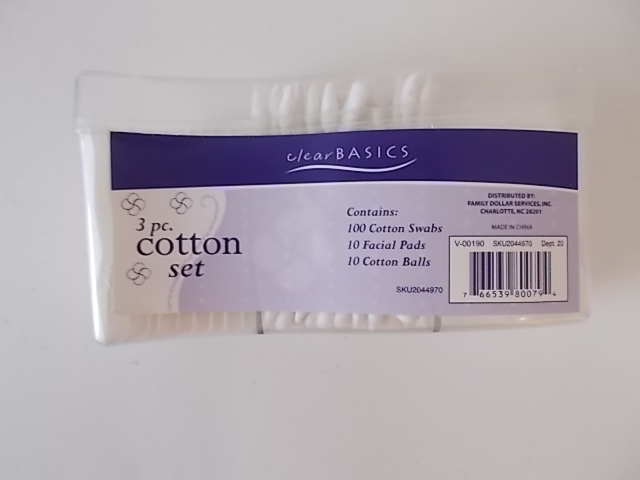 clearBASICS
3 pc.
cotton
set
Contains:
100 Cotton Swabs
10 Facial Pads
10 Cotton Balls
SKU2044970
DISTRIBUTED BY:
FAMILY DOLLAR SERVICES, INC.
CHARLOTTE, NC 28201
MADE IN CHINA
V-00190 SKU2044970 Dept. 20
7 66539 80079 4